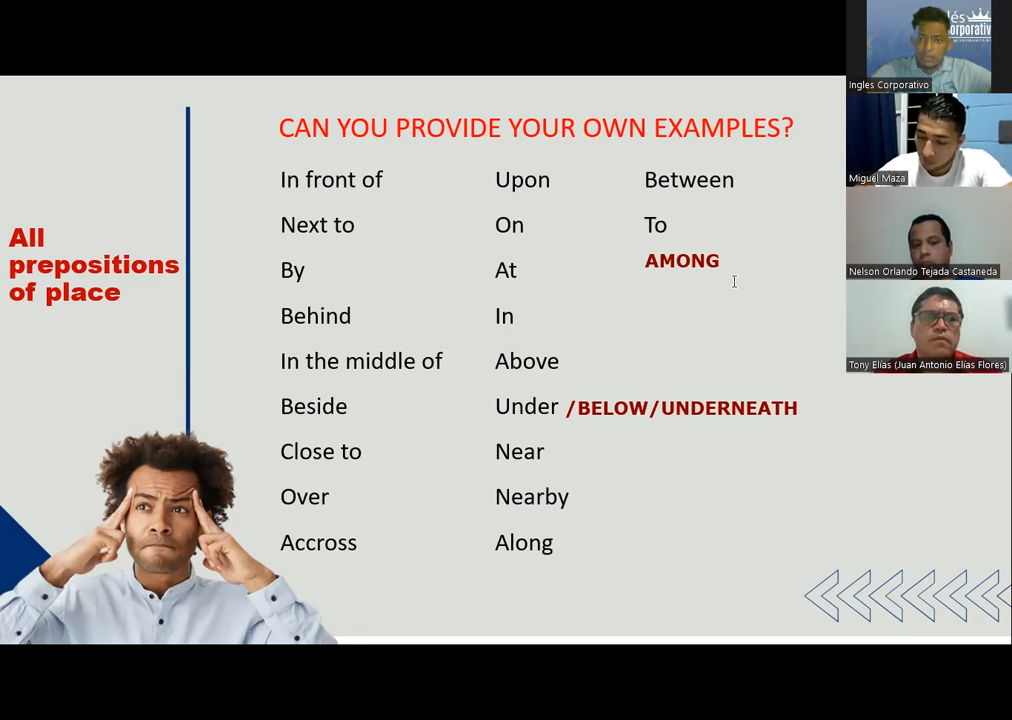 CAN YOU PROVIDE YOUR OWN EXAMPLES?
All
prepositions
of place
In front of
Next to
By
Behind
In the middle of
Beside
Close to
Over
Accross
Upon
On
At
In
Above
Under /BELOW/UNDERNEATH
Near
Nearby
Along
Between
To
AMONG
Ingles Corporativo
Miguel Maza
Nelson Orlando Tejada Castaneda
Tony Elías (Juan Antonio Elías Flores)